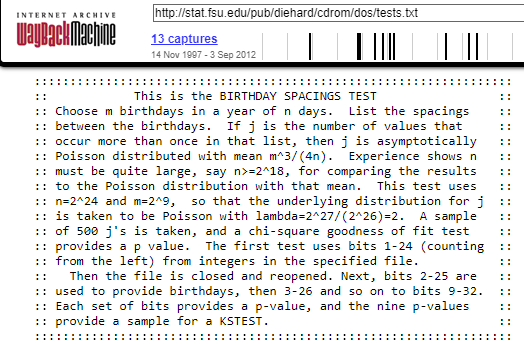 INTERNET ARCHIVE
WayBackMachine
http://stat.fsu.edu/pub/diehard/cdrom/dos/tests.txt
13 captures
14 Nov 1997 - 3 Sep 2012
:::::::::::::::::::::::::::::::::::::::::::::::::::::::::::::::::
:: This is the BIRTHDAY SPACINGS TEST ::
:: Choose m birthdays in a year of n days. List the spacings ::
:: between the birthdays. If j is the number of values that ::
:: occur more than once in that list, then j is asymptotically ::
:: Poisson distributed with mean m^3/(4n). Experience shows n ::
:: must be quite large, say n>=2^18, for comparing the results ::
:: to the Poisson distribution with that mean. This test uses ::
:: n=2^24 and m=2^9, so that the underlying distribution for j ::
:: is taken to be Poisson with lambda=2^27/(2^26)=2. A sample ::
:: of 500 j's is taken, and a chi-square goodness of fit test ::
:: provides a p value. The first test uses bits 1-24 (counting ::
:: from the left) from integers in the specified file. ::
:: Then the file is closed and reopened. Next, bits 2-25 are ::
:: used to provide birthdays, then 3-26 and so on to bits 9-32. ::
:: Each set of bits provides a p-value, and the nine p-values ::
:: provide a sample for a KSTEST. ::
:::::::::::::::::::::::::::::::::::::::::::::::::::::::::::::::::